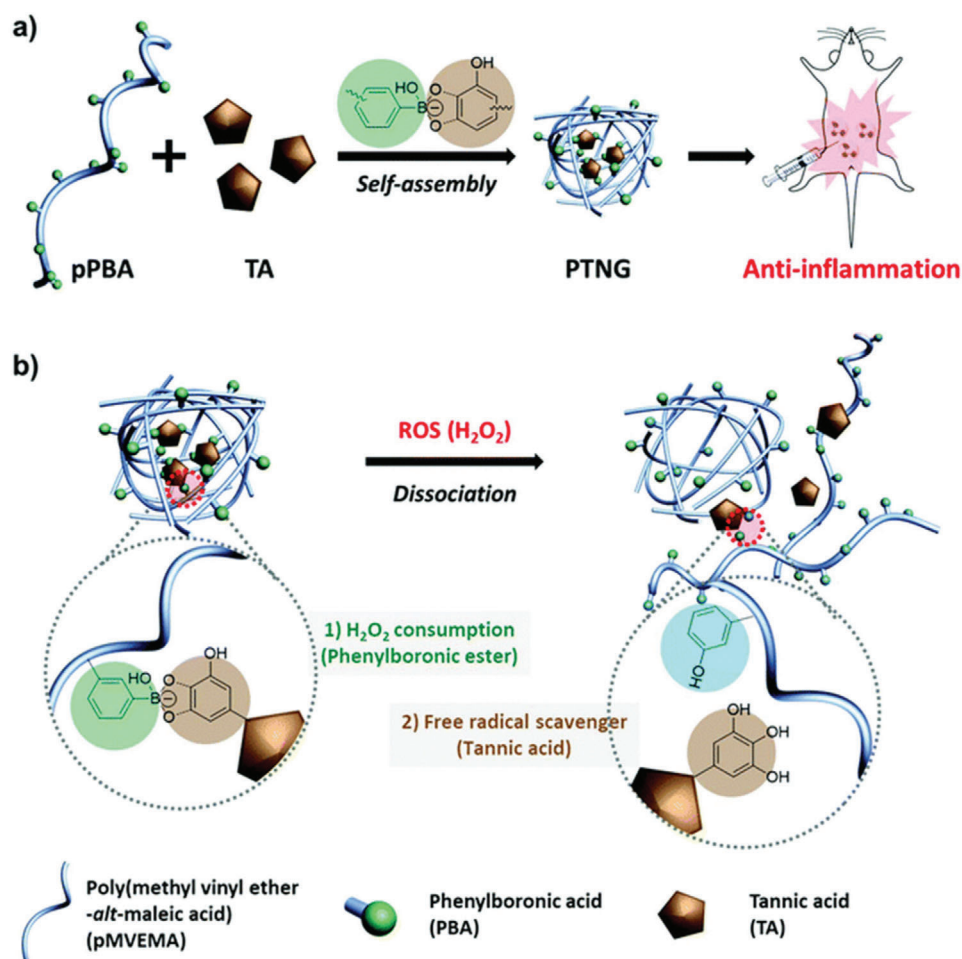 a)
HO
B
O
O
OH
pPBA
+
TA
Self-assembly
PTNG
Anti-inflammation
b)
ROS (H₂O₂)
Dissociation
1) H₂O₂ consumption
(Phenylboronic ester)
HO
B
O
O
OH
2) Free radical scavenger
(Tannic acid)
OH
OH
OH
OH
Poly(methyl vinyl ether
-alt-maleic acid)
(pMVEMA)
Phenylboronic acid
(PBA)
Tannic acid
(TA)